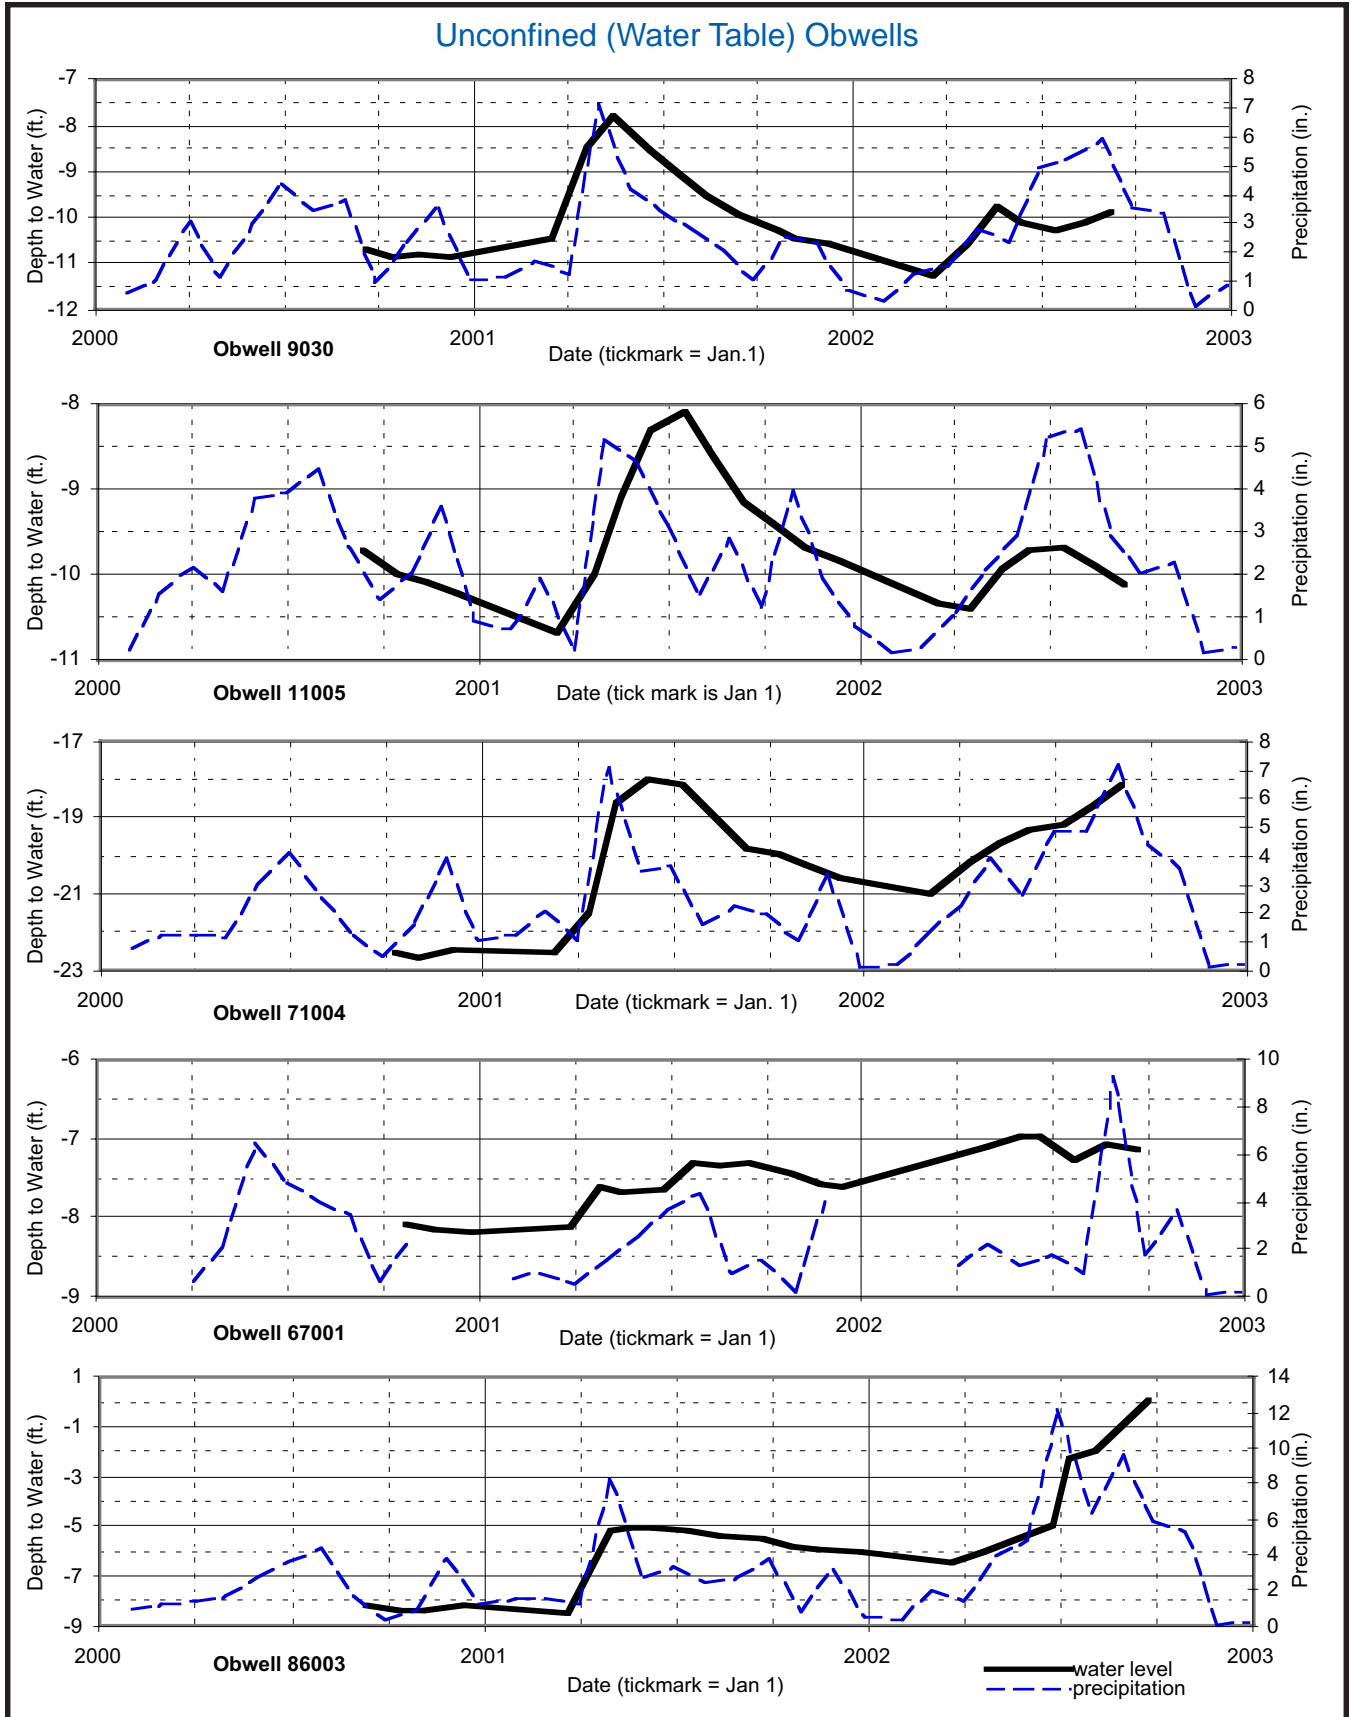 Unconfined (Water Table) Obwells
Depth to Water (ft.)
-7
-8
-9
-10
-11
-12
8
7
6
5
4
3
2
1
0
Precipitation (in.)
2000 2001 2002 2003
Obwell 9030 Date (tickmark = Jan.1)
Depth to Water (ft.)
-8
-9
-10
-11
6
5
4
3
2
1
0
Precipitation (in.)
2000 2001 2002 2003
Obwell 11005 Date (tick mark is Jan 1)
Depth to Water (ft.)
-17
-19
-21
-23
8
7
6
5
4
3
2
1
0
Precipitation (in.)
2000 2001 2002 2003
Obwell 71004 Date (tickmark = Jan. 1)
Depth to Water (ft.)
-6
-7
-8
-9
10
8
6
4
2
0
Precipitation (in.)
2000 2001 2002 2003
Obwell 67001 Date (tickmark = Jan 1)
Depth to Water (ft.)
1
-1
-3
-5
-7
-9
14
12
10
8
6
4
2
0
Precipitation (in.)
2000 2001 2002 2003
Obwell 86003 Date (tickmark = Jan 1)
water level
precipitation